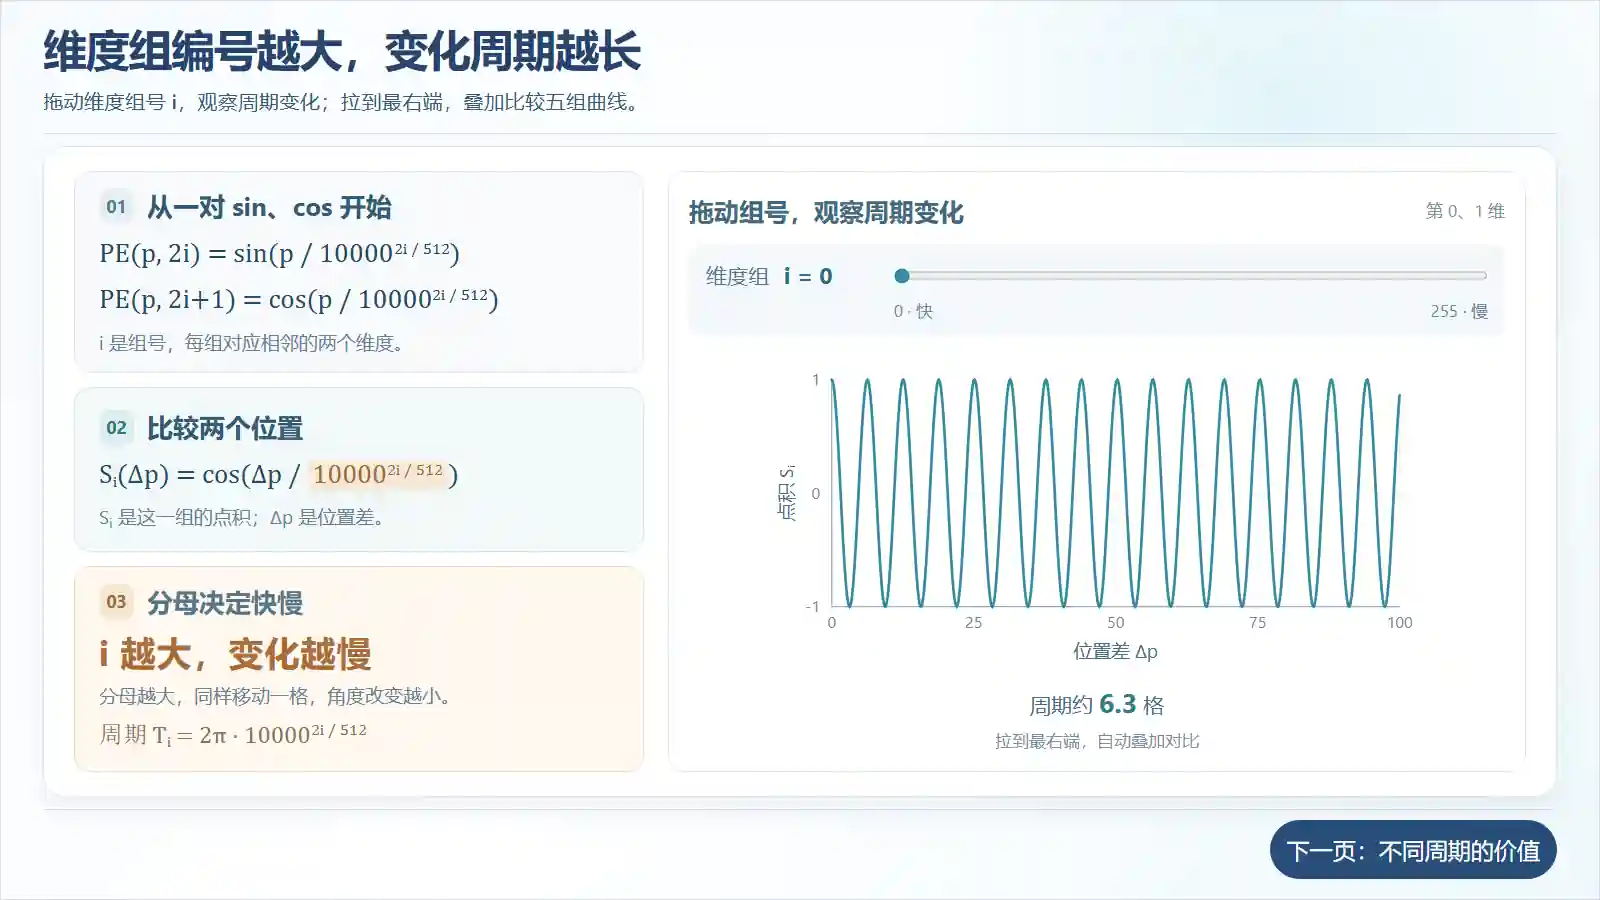 维度组编号越大，变化周期越长
拖动维度组号 i，观察周期变化；拉到最右端，叠加比较五组曲线。
01 从一对 sin、cos 开始
PE(p, 2i) = sin(p / 10000²ⁱ ᐟ ⁵¹²)
PE(p, 2i+1) = cos(p / 10000²ⁱ ᐟ ⁵¹²)
i 是组号，每组对应相邻的两个维度。
02 比较两个位置
Sᵢ(Δp) = cos(Δp / 10000²ⁱ ᐟ ⁵¹²)
Sᵢ 是这一组的点积；Δp 是位置差。
03 分母决定快慢
i 越大，变化越慢
分母越大，同样移动一格，角度改变越小。
周期 Tᵢ = 2π · 10000²ⁱ ᐟ ⁵¹²
拖动组号，观察周期变化
第 0、1 维
维度组 i = 0
0 · 快
255 · 慢
点积 Sᵢ
1
0
-1
0 25 50 75 100
位置差 Δp
周期约 6.3 格
拉到最右端，自动叠加对比
下一页：不同周期的价值